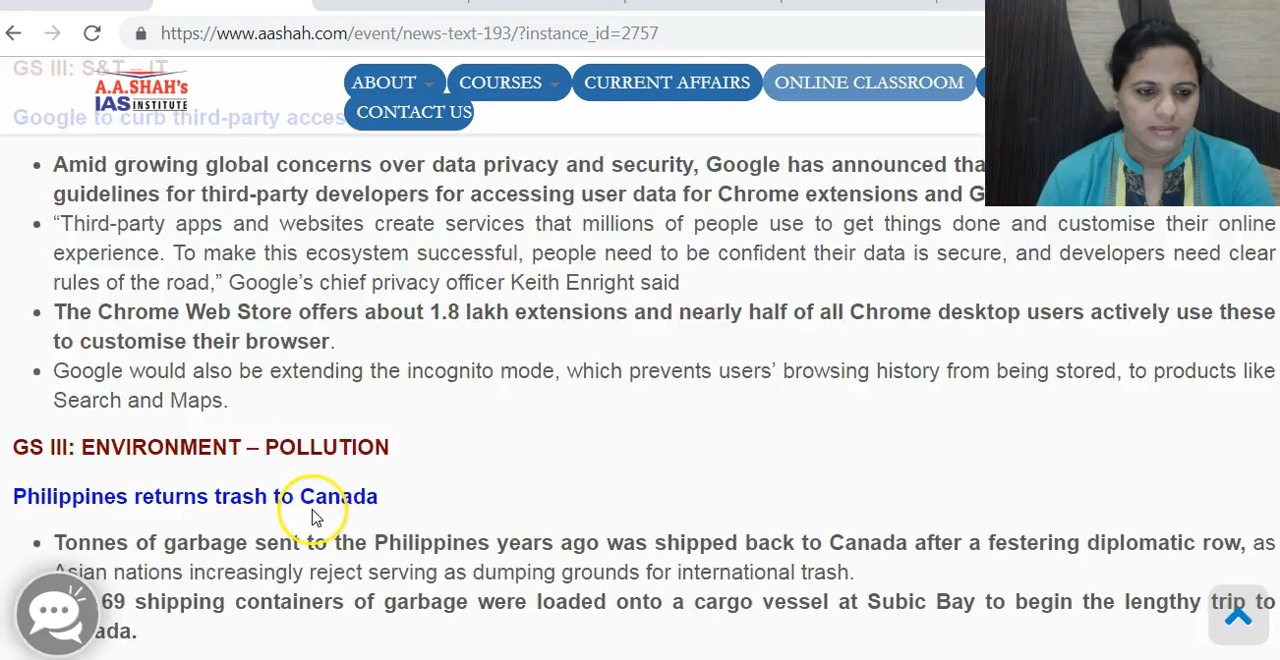 https://www.aashah.com/event/news-text-193/?instance_id=2757
GS III: S&T – IT
A.A.SHAH's
IAS INSTITUTE
ABOUT
COURSES
CURRENT AFFAIRS
ONLINE CLASSROOM
CONTACT US
Google to curb third-party
Amid growing global concerns over data privacy and security, Google has announced
guidelines for third-party developers for accessing user data for Chrome extensions and
“Third-party apps and websites create services that millions of people use to get things done and customise their online
experience. To make this ecosystem successful, people need to be confident their data is secure, and developers need clear
rules of the road,” Google’s chief privacy officer Keith Enright said
The Chrome Web Store offers about 1.8 lakh extensions and nearly half of all Chrome desktop users actively use these
to customise their browser.
Google would also be extending the incognito mode, which prevents users’ browsing history from being stored, to products like
Search and Maps.
GS III: ENVIRONMENT – POLLUTION
Philippines returns trash to Canada
Tonnes of garbage sent to the Philippines years ago was shipped back to Canada after a festering diplomatic row, as
Asian nations increasingly reject serving as dumping grounds for international trash.
69 shipping containers of garbage were loaded onto a cargo vessel at Subic Bay to begin the lengthy trip to